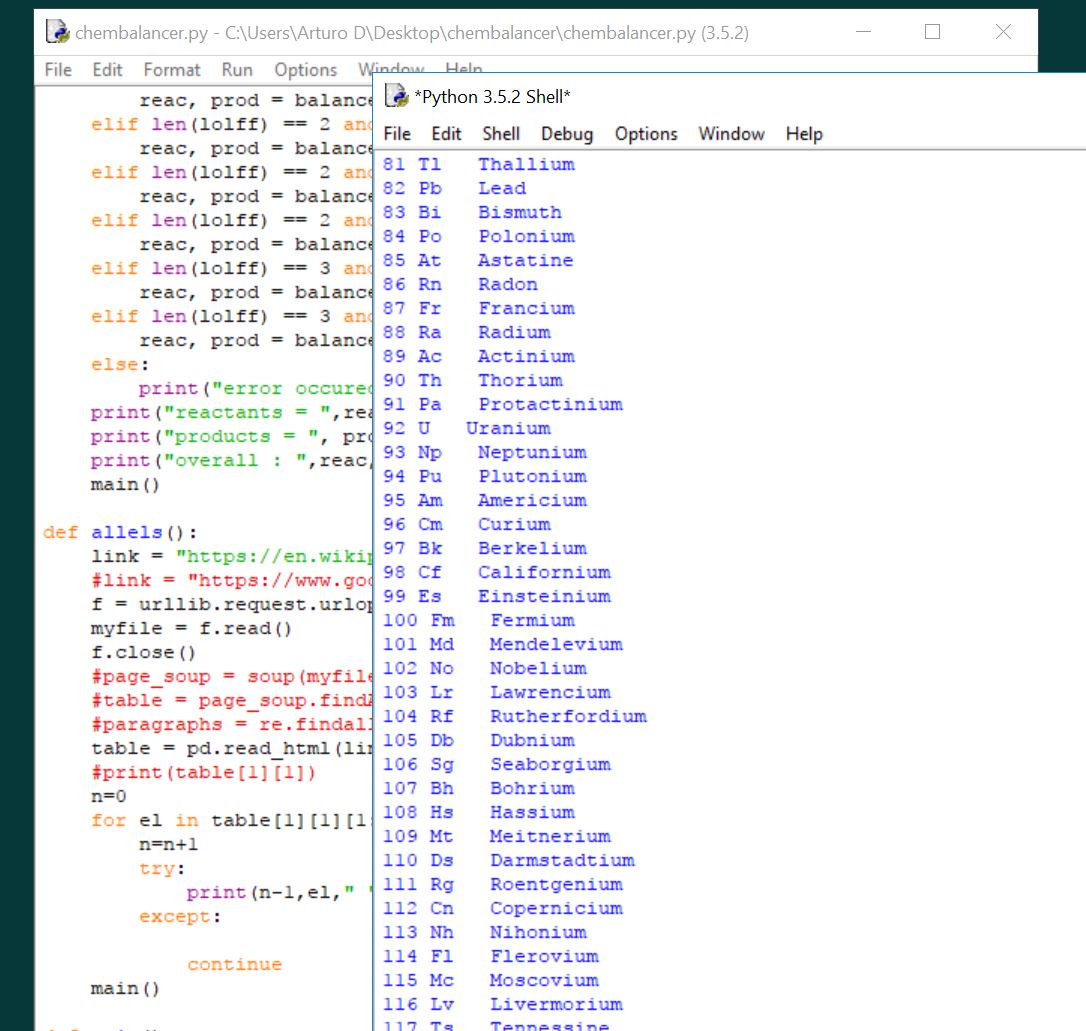 chembalancer.py - C:\Users\Arturo D\Desktop\chembalancer\chembalancer.py (3.5.2)
File Edit Format Run Options Window Help
reac, prod = balance
elif len(lolff) == 2 and
reac, prod = balance
elif len(lolff) == 2 and
reac, prod = balance
elif len(lolff) == 2 and
reac, prod = balance
elif len(lolff) == 3 and
reac, prod = balance
elif len(lolff) == 3 and
reac, prod = balance
else:
print("error occured
print("reactants = ",rea
print("products = ", pro
print("overall : ",reac,
main()
def allels():
link = "https://en.wikip
#link = "https://www.goo
f = urllib.request.urlop
myfile = f.read()
f.close()
#page_soup = soup(myfile
#table = page_soup.findA
#paragraphs = re.findall
table = pd.read_html(lin
#print(table[1][1])
n=0
for el in table[1][1][1:
n=n+1
try:
print(n-1,el," "
except:
continue
main()
*Python 3.5.2 Shell*
File Edit Shell Debug Options Window Help
81 Tl Thallium
82 Pb Lead
83 Bi Bismuth
84 Po Polonium
85 At Astatine
86 Rn Radon
87 Fr Francium
88 Ra Radium
89 Ac Actinium
90 Th Thorium
91 Pa Protactinium
92 U Uranium
93 Np Neptunium
94 Pu Plutonium
95 Am Americium
96 Cm Curium
97 Bk Berkelium
98 Cf Californium
99 Es Einsteinium
100 Fm Fermium
101 Md Mendelevium
102 No Nobelium
103 Lr Lawrencium
104 Rf Rutherfordium
105 Db Dubnium
106 Sg Seaborgium
107 Bh Bohrium
108 Hs Hassium
109 Mt Meitnerium
110 Ds Darmstadtium
111 Rg Roentgenium
112 Cn Copernicium
113 Nh Nihonium
114 Fl Flerovium
115 Mc Moscovium
116 Lv Livermorium
117 Ts Tennessine